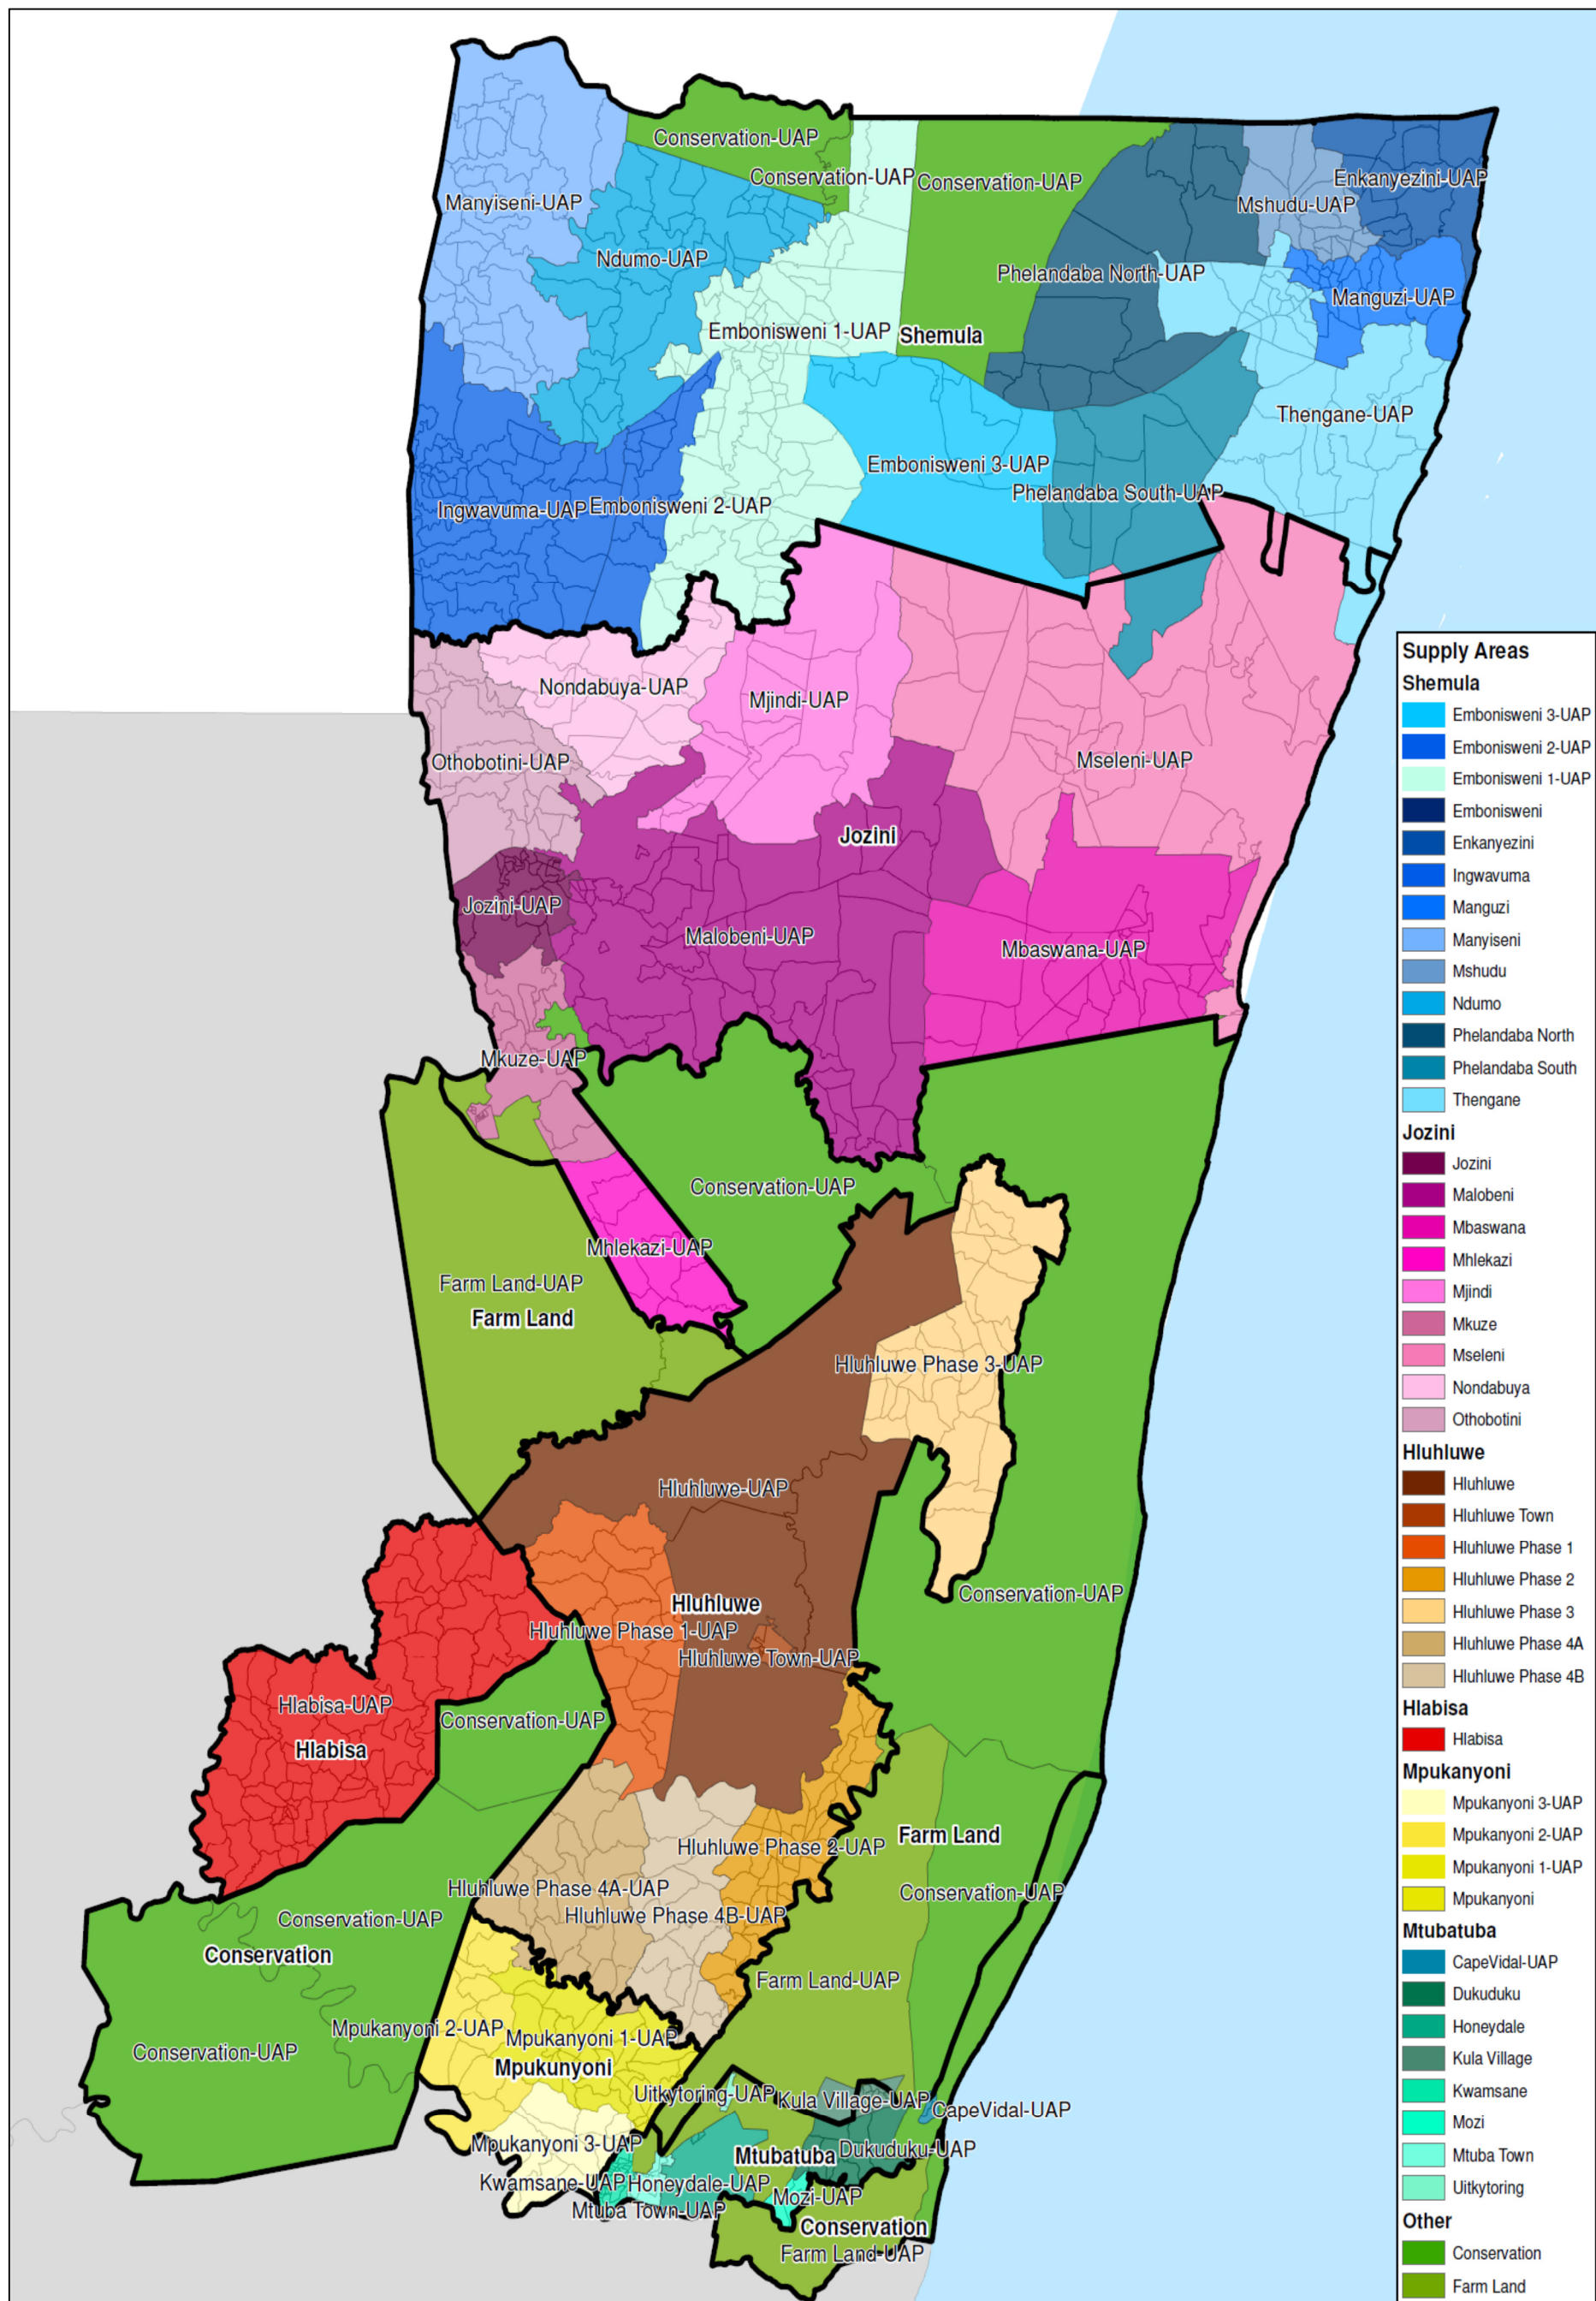 Conservation-UAP
Conservation-UAP
Conservation-UAP
Enkanyezini-UAP
Manyiseni-UAP
Mshudu-UAP
Ndumo-UAP
Phelandaba North-UAP
Manguzi-UAP
Embonisweni 1-UAP
Shemula
Thengane-UAP
Embonisweni 3-UAP
Phelandaba South-UAP
Ingwavuma-UAP
Embonisweni 2-UAP
Nondabuya-UAP
Mjindi-UAP
Othobotini-UAP
Mseleni-UAP
Jozini
Jozini-UAP
Malobeni-UAP
Mbaswana-UAP
Mkuze-UAP
Conservation-UAP
Mhlekazi-UAP
Farm Land-UAP
Farm Land
Hluhluwe Phase 3-UAP
Hluhluwe-UAP
Conservation-UAP
Hluhluwe
Hluhluwe Phase 1-UAP
Hluhluwe Town-UAP
Hlabisa-UAP
Conservation-UAP
Hlabisa
Farm Land
Hluhluwe Phase 2-UAP
Hluhluwe Phase 4A-UAP
Conservation-UAP
Hluhluwe Phase 4B-UAP
Conservation-UAP
Conservation
Farm Land-UAP
Mpukanyoni 2-UAP
Mpukanyoni 1-UAP
Conservation-UAP
Mpukunyoni
Uitkytoring-UAP
Kula Village-UAP
CapeVidal-UAP
Mpukanyoni 3-UAP
Mtubatuba
Dukuduku-UAP
Kwamsane-UAP
Honeydale-UAP
Mozi-UAP
Mtuba Town-UAP
Conservation
Farm Land-UAP
Supply Areas
Shemula
Embonisweni 3-UAP
Embonisweni 2-UAP
Embonisweni 1-UAP
Embonisweni
Enkanyezini
Ingwavuma
Manguzi
Manyiseni
Mshudu
Ndumo
Phelandaba North
Phelandaba South
Thengane
Jozini
Jozini
Malobeni
Mbaswana
Mhlekazi
Mjindi
Mkuze
Mseleni
Nondabuya
Othobotini
Hluhluwe
Hluhluwe
Hluhluwe Town
Hluhluwe Phase 1
Hluhluwe Phase 2
Hluhluwe Phase 3
Hluhluwe Phase 4A
Hluhluwe Phase 4B
Hlabisa
Hlabisa
Mpukanyoni
Mpukanyoni 3-UAP
Mpukanyoni 2-UAP
Mpukanyoni 1-UAP
Mpukanyoni
Mtubatuba
CapeVidal-UAP
Dukuduku
Honeydale
Kula Village
Kwamsane
Mozi
Mtuba Town
Uitkytoring
Other
Conservation
Farm Land